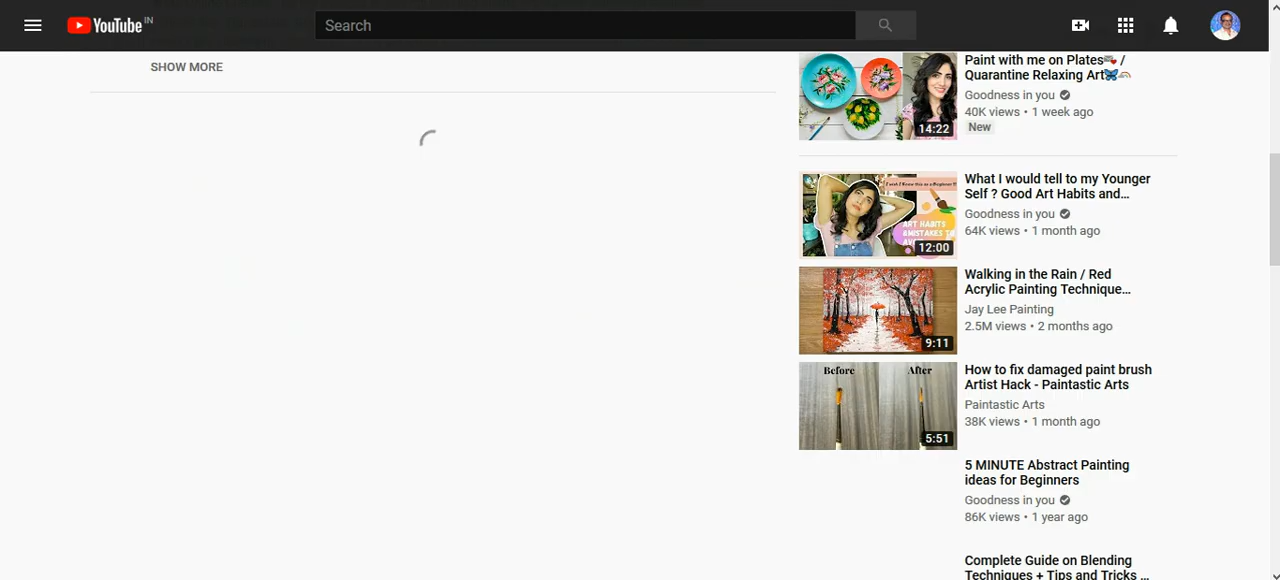 YouTube IN
Search
SHOW MORE
Paint with me on Plates💌 /
Quarantine Relaxing Art🦋
Goodness in you
40K views • 1 week ago
New
14:22
What I would tell to my Younger
Self ? Good Art Habits and...
Goodness in you
64K views • 1 month ago
ART HABITS
&MISTAKES TO
12:00
Walking in the Rain / Red
Acrylic Painting Technique...
Jay Lee Painting
2.5M views • 2 months ago
9:11
Before
After
How to fix damaged paint brush
Artist Hack - Paintastic Arts
Paintastic Arts
38K views • 1 month ago
5:51
5 MINUTE Abstract Painting
ideas for Beginners
Goodness in you
86K views • 1 year ago
Complete Guide on Blending
Techniques + Tips and Tricks ...